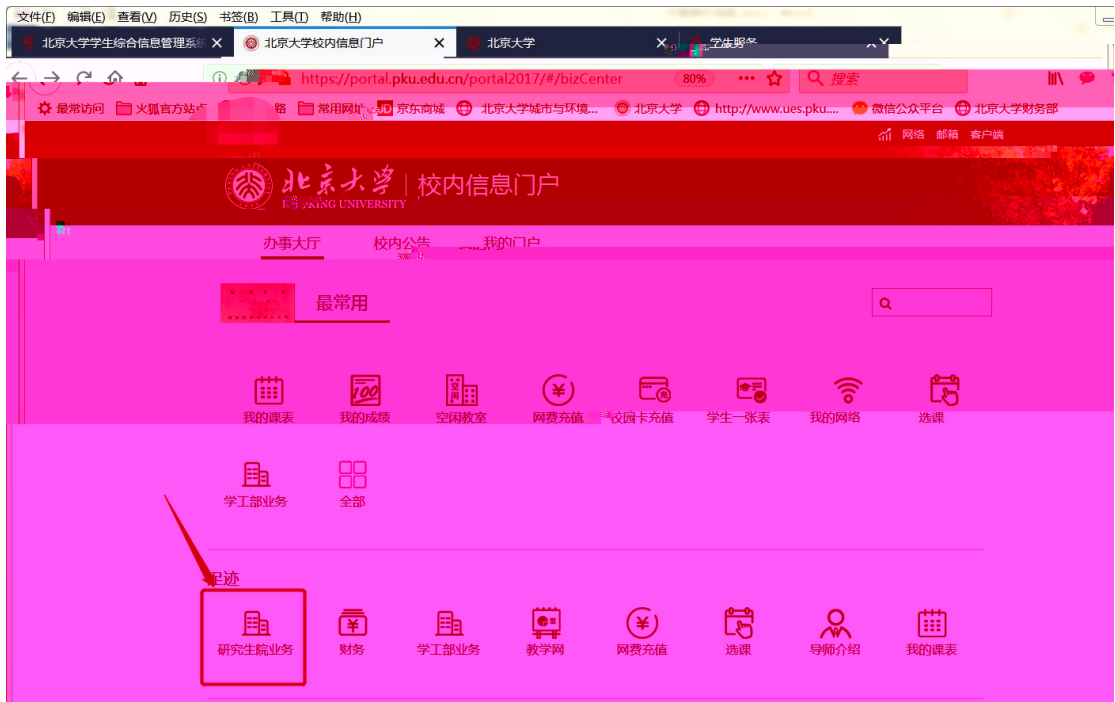 文件(F) 编辑(E) 查看(V) 历史(S) 书签(B) 工具(T) 帮助(H)
北京大学学生综合信息管理系统 北京大学校内信息门户 北京大学
https://portal.pku.edu.cn/portal2017/#/bizCenter 80% 搜索
最常访问 火狐官方站点 常用网址 JD 京东商城 北京大学城市与环境... 北京大学 http://www.ues.pku.... 微信公众平台 北京大学财务部
网络 邮箱 客户端
北京大学 校内信息门户
PEKING UNIVERSITY
办事大厅 校内公告 我的门户
最常用
我的课表 我的成绩 空闲教室 网费充值 校园卡充值 学生一张表 我的网络 选课
学工部业务 全部
足迹
研究生院业务 财务 学工部业务 教学网 网费充值 选课 导师介绍 我的课表